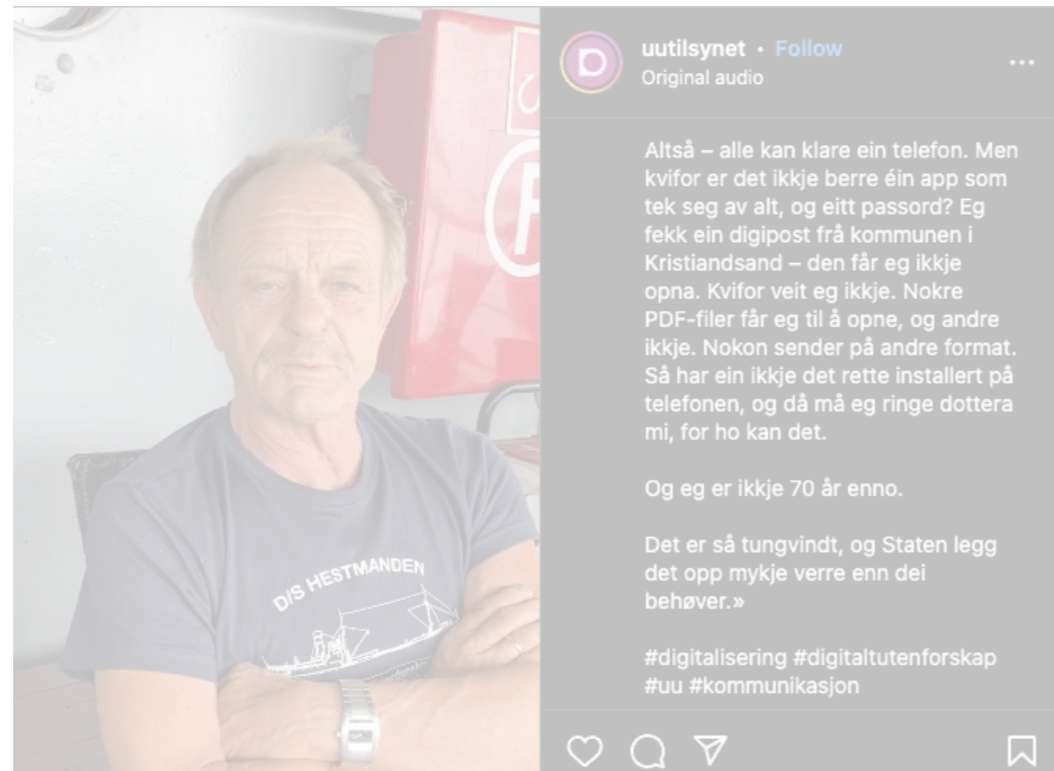 uutilsynet • Follow
Original audio
Altså – alle kan klare ein telefon. Men
kvifor er det ikkje berre éin app som
tek seg av alt, og eitt passord? Eg
fekk ein digipost frå kommunen i
Kristiandsand – den får eg ikkje
opna. Kvifor veit eg ikkje. Nokre
PDF-filer får eg til å opne, og andre
ikkje. Nokon sender på andre format.
Så har ein ikkje det rette installert på
telefonen, og då må eg ringe dottera
mi, for ho kan det.
Og eg er ikkje 70 år enno.
Det er så tungvindt, og Staten legg
det opp mykje verre enn dei
behøver.»
#digitalisering #digitaltutenforskap
#uu #kommunikasjon
D/S HESTMANDEN